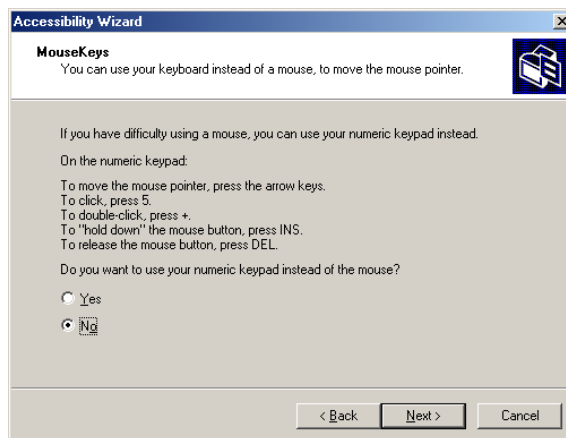 Accessibility Wizard
MouseKeys
You can use your keyboard instead of a mouse, to move the mouse pointer.
If you have difficulty using a mouse, you can use your numeric keypad instead.
On the numeric keypad:
To move the mouse pointer, press the arrow keys.
To click, press 5.
To double-click, press +.
To "hold down" the mouse button, press INS.
To release the mouse button, press DEL.
Do you want to use your numeric keypad instead of the mouse?
Yes
No
< Back Next > Cancel